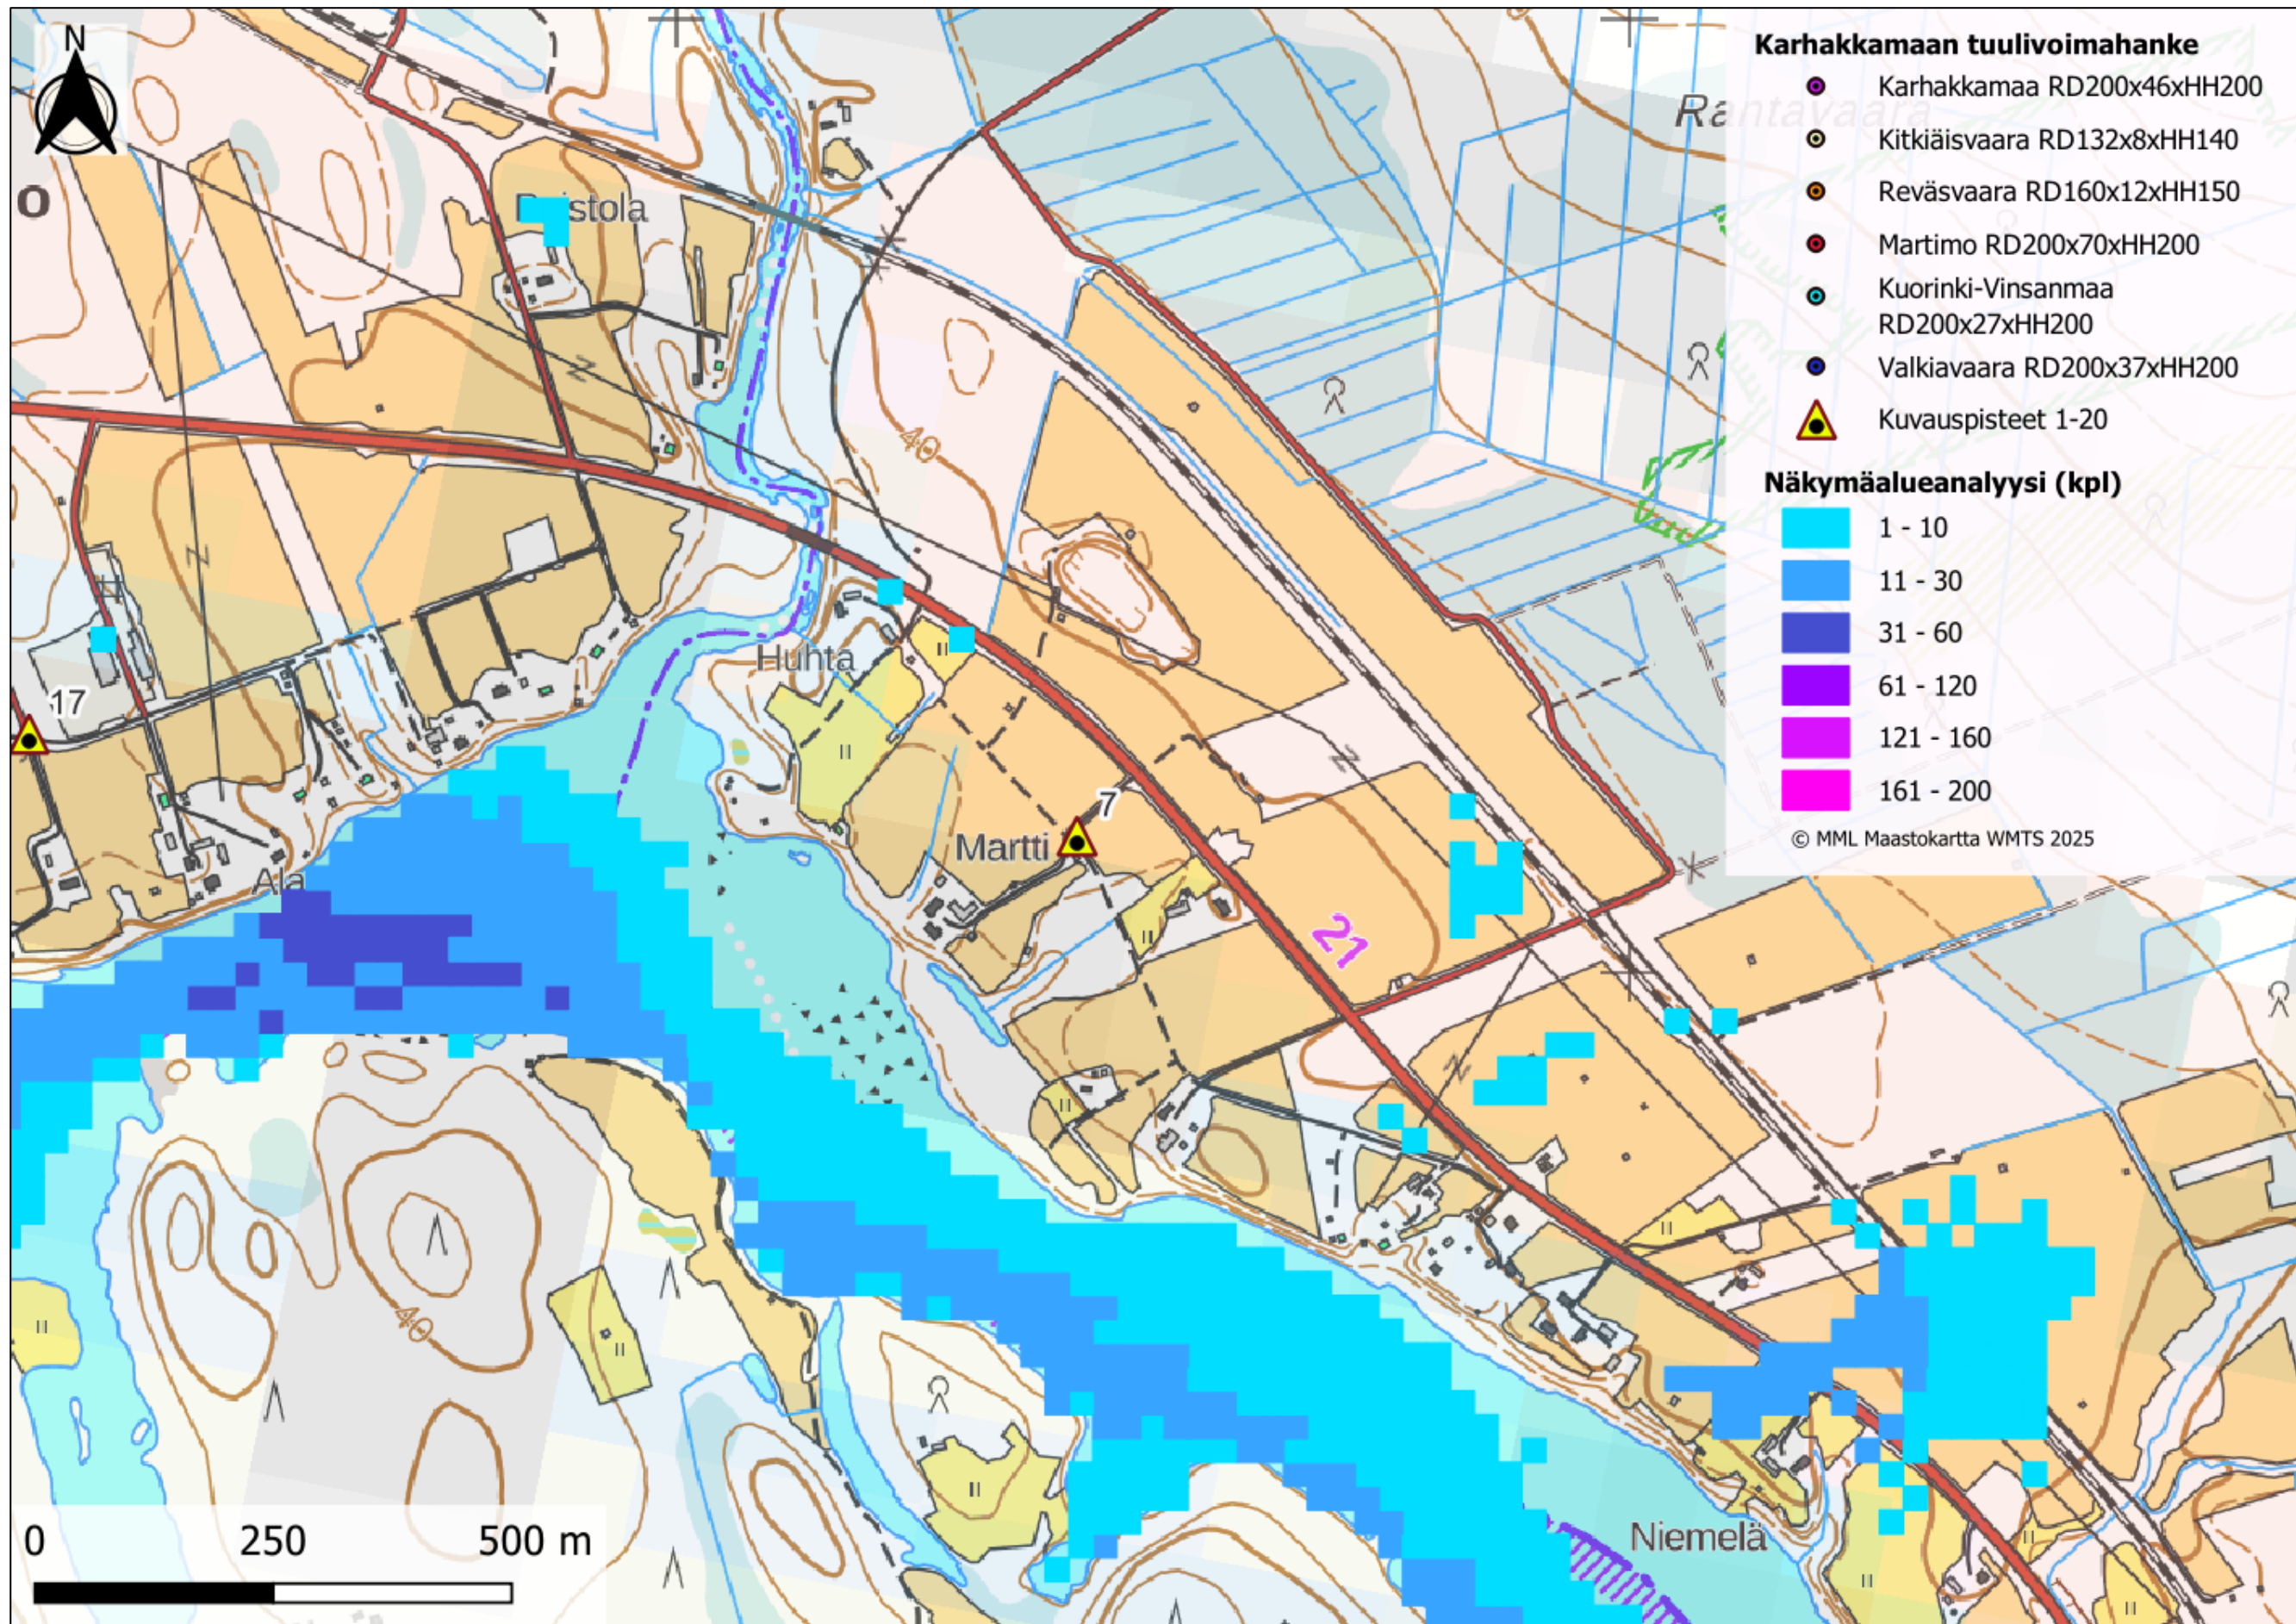 N
Karhakkamaan tuulivoimahanke
Karhakkamaa RD200x46xHH200
Kitkiäisvaara RD132x8xHH140
Reväsvaara RD160x12xHH150
Martimo RD200x70xHH200
Kuorinki-Vinsanmaa
RD200x27xHH200
Valkiavaara RD200x37xHH200
Kuvauspisteet 1-20
Näkymäalueanalyysi (kpl)
1 - 10
11 - 30
31 - 60
61 - 120
121 - 160
161 - 200
© MML Maastokartta WMTS 2025
Rantavaara
o
40
Huhta
17
7
Martti
Ala
21
40
Niemelä
0 250 500 m